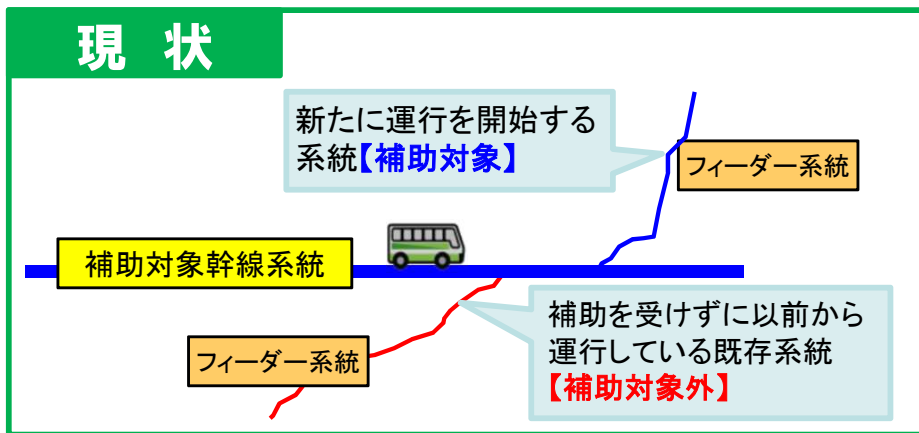 現 状
新たに運行を開始する
系統【補助対象】
フィーダー系統
補助対象幹線系統
補助を受けずに以前から
運行している既存系統
【補助対象外】
フィーダー系統